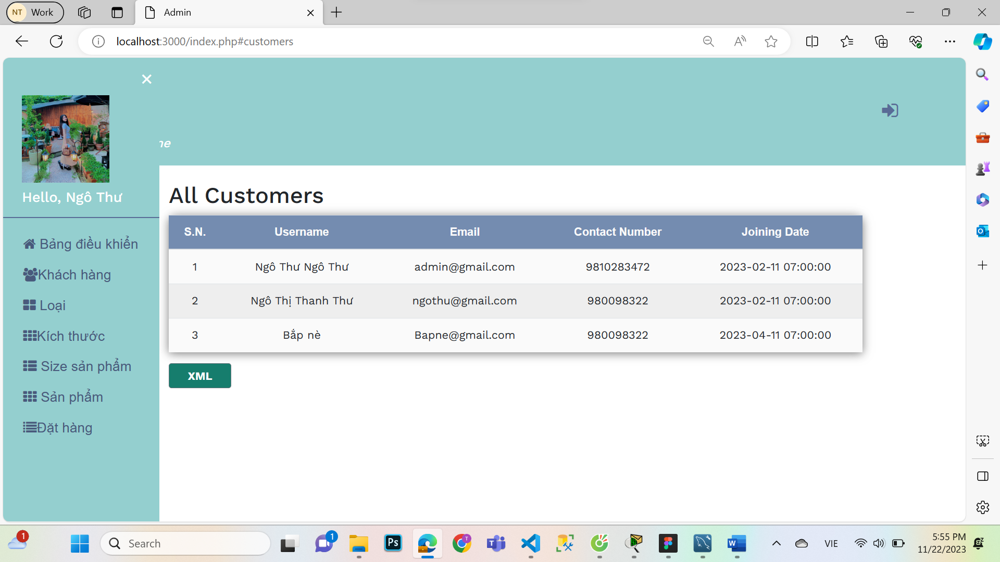 NT Work
Admin
localhost:3000/index.php#customers
ne
Hello, Ngô Thư
Bảng điều khiển
Khách hàng
Loại
Kích thước
Size sản phẩm
Sản phẩm
Đặt hàng
All Customers
S.N. Username Email Contact Number Joining Date
1 Ngô Thư Ngô Thư admin@gmail.com 9810283472 2023-02-11 07:00:00
2 Ngô Thị Thanh Thư ngothu@gmail.com 980098322 2023-02-11 07:00:00
3 Bắp nè Bapne@gmail.com 980098322 2023-04-11 07:00:00
XML
1
Search
1
Ps
VIE
5:55 PM
11/22/2023